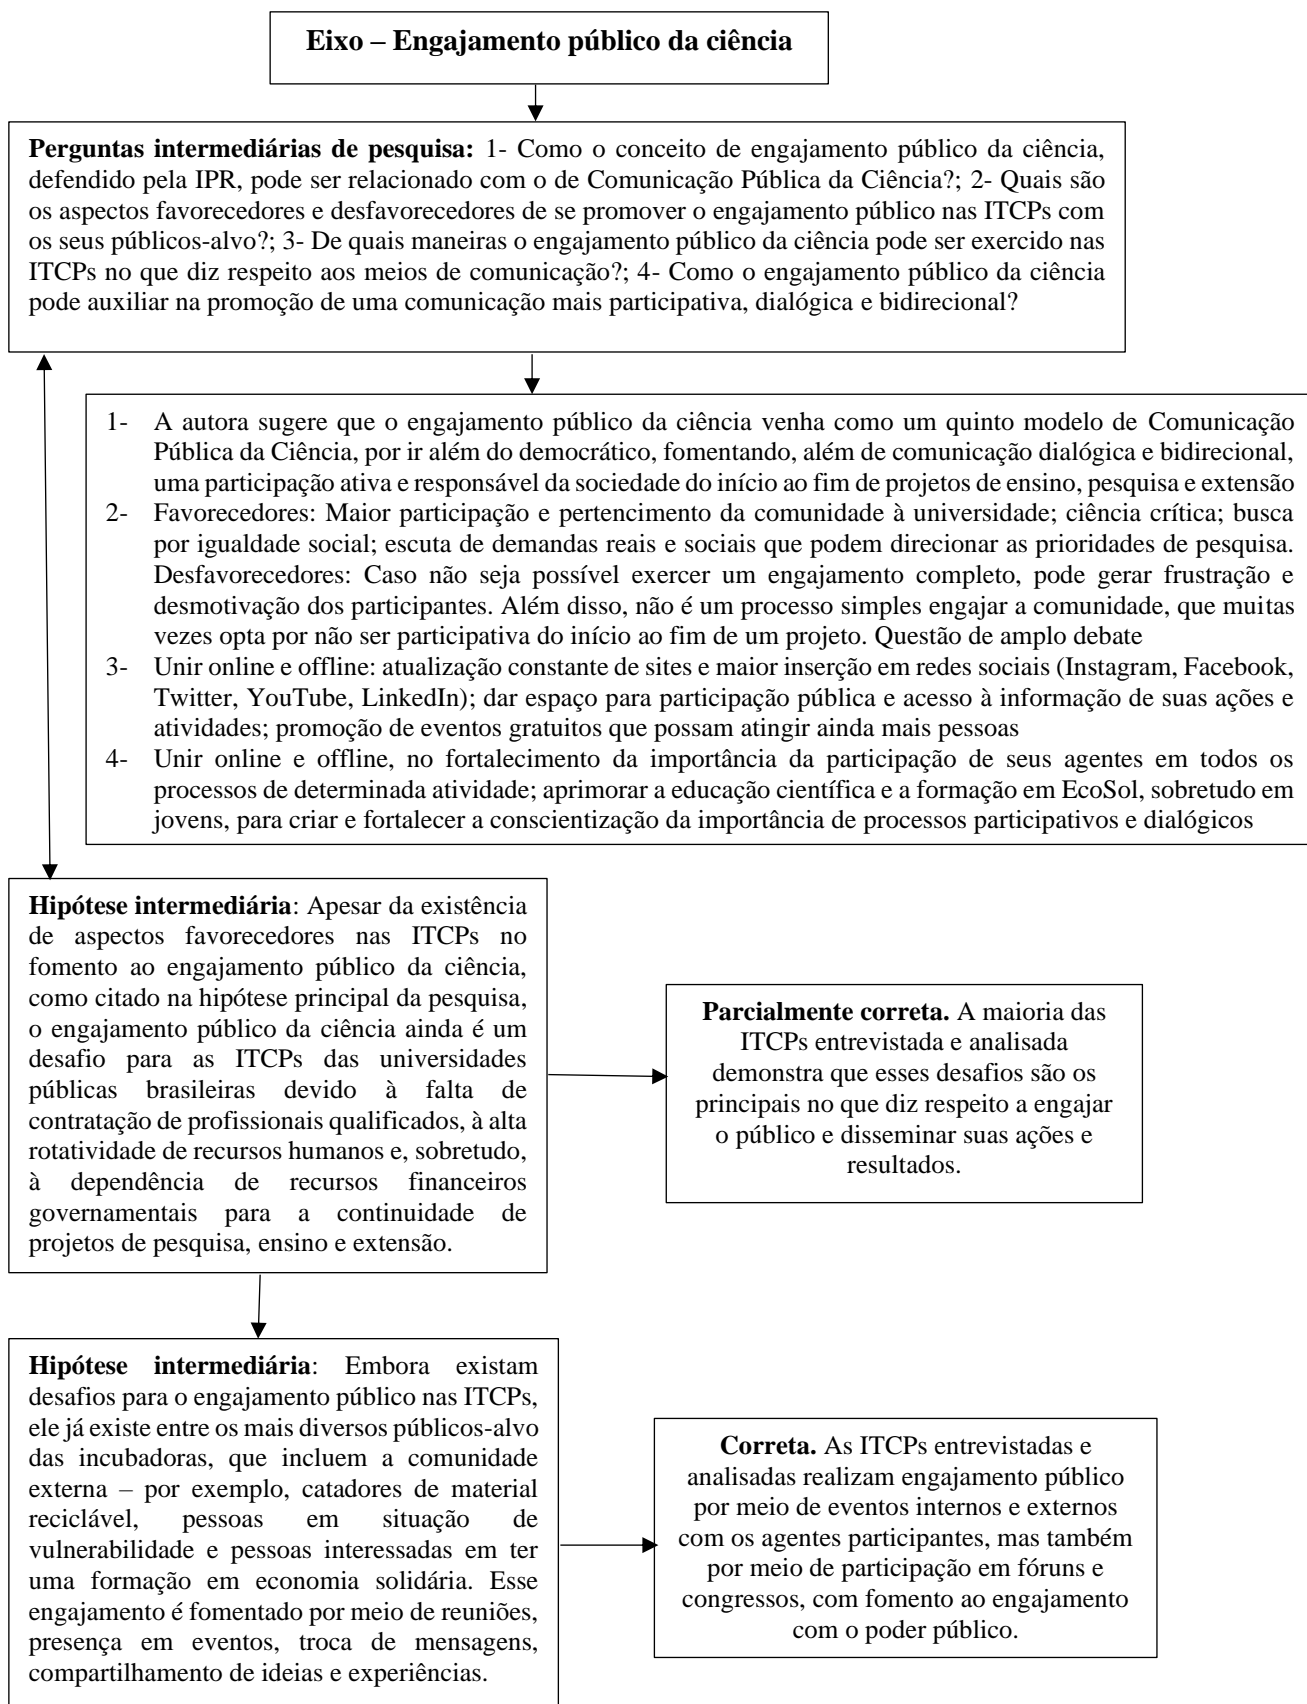 Eixo – Engajamento público da ciência
Perguntas intermediárias de pesquisa: 1- Como o conceito de engajamento público da ciência,
defendido pela IPR, pode ser relacionado com o de Comunicação Pública da Ciência?; 2- Quais são
os aspectos favorecedores e desfavorecedores de se promover o engajamento público nas ITCPs com
os seus públicos-alvo?; 3- De quais maneiras o engajamento público da ciência pode ser exercido nas
ITCPs no que diz respeito aos meios de comunicação?; 4- Como o engajamento público da ciência
pode auxiliar na promoção de uma comunicação mais participativa, dialógica e bidirecional?
1- A autora sugere que o engajamento público da ciência venha como um quinto modelo de Comunicação
Pública da Ciência, por ir além do democrático, fomentando, além de comunicação dialógica e bidirecional,
uma participação ativa e responsável da sociedade do início ao fim de projetos de ensino, pesquisa e extensão
2- Favorecedores: Maior participação e pertencimento da comunidade à universidade; ciência crítica; busca
por igualdade social; escuta de demandas reais e sociais que podem direcionar as prioridades de pesquisa.
Desfavorecedores: Caso não seja possível exercer um engajamento completo, pode gerar frustração e
desmotivação dos participantes. Além disso, não é um processo simples engajar a comunidade, que muitas
vezes opta por não ser participativa do início ao fim de um projeto. Questão de amplo debate
3- Unir online e offline: atualização constante de sites e maior inserção em redes sociais (Instagram, Facebook,
Twitter, YouTube, LinkedIn); dar espaço para participação pública e acesso à informação de suas ações e
atividades; promoção de eventos gratuitos que possam atingir ainda mais pessoas
4- Unir online e offline, no fortalecimento da importância da participação de seus agentes em todos os
processos de determinada atividade; aprimorar a educação científica e a formação em EcoSol, sobretudo em
jovens, para criar e fortalecer a conscientização da importância de processos participativos e dialógicos
Hipótese intermediária: Apesar da existência
de aspectos favorecedores nas ITCPs no
fomento ao engajamento público da ciência,
como citado na hipótese principal da pesquisa,
o engajamento público da ciência ainda é um
desafio para as ITCPs das universidades
públicas brasileiras devido à falta de
contratação de profissionais qualificados, à alta
rotatividade de recursos humanos e, sobretudo,
à dependência de recursos financeiros
governamentais para a continuidade de
projetos de pesquisa, ensino e extensão.
Parcialmente correta. A maioria das
ITCPs entrevistada e analisada
demonstra que esses desafios são os
principais no que diz respeito a engajar
o público e disseminar suas ações e
resultados.
Hipótese intermediária: Embora existam
desafios para o engajamento público nas ITCPs,
ele já existe entre os mais diversos públicos-alvo
das incubadoras, que incluem a comunidade
externa – por exemplo, catadores de material
reciclável, pessoas em situação de
vulnerabilidade e pessoas interessadas em ter
uma formação em economia solidária. Esse
engajamento é fomentado por meio de reuniões,
presença em eventos, troca de mensagens,
compartilhamento de ideias e experiências.
Correta. As ITCPs entrevistadas e
analisadas realizam engajamento público
por meio de eventos internos e externos
com os agentes participantes, mas também
por meio de participação em fóruns e
congressos, com fomento ao engajamento
com o poder público.